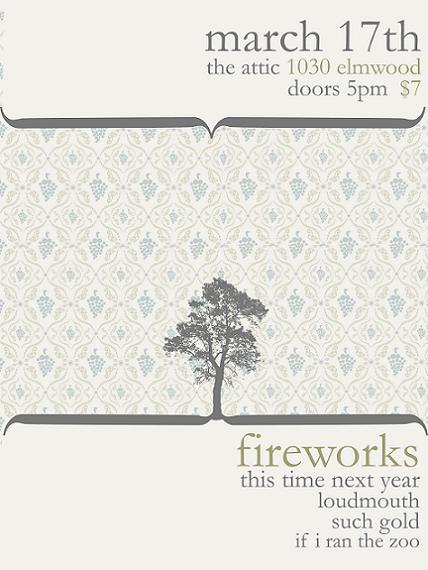 march 17th
the attic 1030 elmwood
doors 5pm $7
fireworks
this time next year
loudmouth
such gold
if i ran the zoo